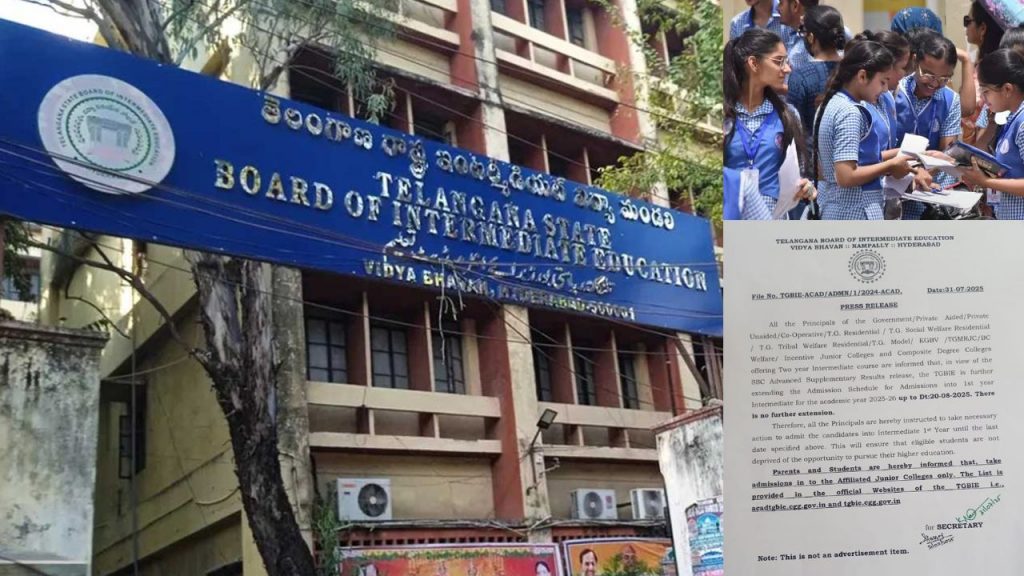 TELANGANA STATE BOARD OF INTERMEDIATE
తెలంగాణ రాష్ట్ర ఇంటర్మీడియట్ విద్యా మండలి
TELANGANA STATE
BOARD OF INTERMEDIATE EDUCATION
VIDYA BHAVAN, HYDERABAD-500001
TELANGANA BOARD OF INTERMEDIATE EDUCATION
VIDYA BHAVAN :: NAMPALLY :: HYDERABAD
File No. TGBIE-ACAD/ADMN/1/2024-ACAD, Date:31-07-2025
PRESS RELEASE
All the Principals of the Government/Private Aided/Private
Unaided/Co-Operative/T.G. Residential / T.G. Social Welfare Residential
/ T.G. Tribal Welfare Residential/T.G. Model/ KGBV /TGMRJC/BC
Welfare/ Incentive Junior Colleges and Composite Degree Colleges
offering Two year Intermediate course are informed that, in view of the
SSC Advanced Supplementary Results release, the TGBIE is further
extending the Admission Schedule for Admissions into 1st year
Intermediate for the academic year 2025-26 up to Dt:20-08-2025. There
is no further extension.
Therefore, all the Principals are hereby instructed to take necessary
action to admit the candidates into Intermediate 1st Year until the last
date specified above. This will ensure that eligible students are not
deprived of the opportunity to pursue their higher education.
Parents and Students are hereby informed that, take
admissions in to the Affiliated Junior Colleges only. The List is
provided in the official Websites of the TGBIE i.e.,
acadtgbie.cgg.gov.in and tgbie.cgg.gov.in
for SECRETARY
Note: This is not an advertisement item.